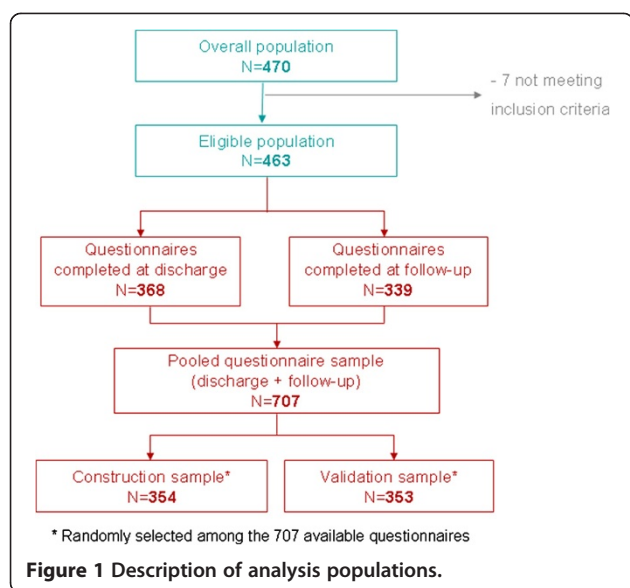 Overall population
N=470
- 7 not meeting
inclusion criteria
Eligible population
N=463
Questionnaires
completed at discharge
N=368
Questionnaires
completed at follow-up
N=339
Pooled questionnaire sample
(discharge + follow-up)
N=707
Construction sample*
N=354
Validation sample*
N=353
* Randomly selected among the 707 available questionnaires
Figure 1 Description of analysis populations.